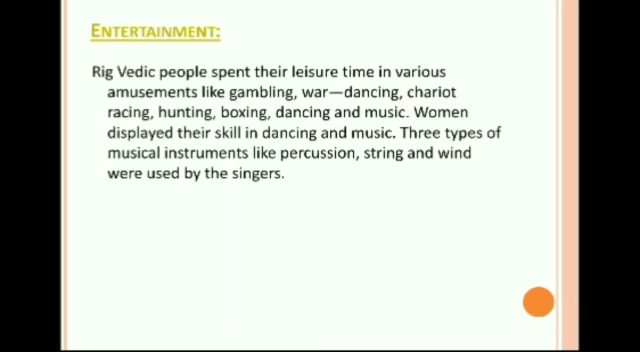 ENTERTAINMENT:
Rig Vedic people spent their leisure time in various
amusements like gambling, war—dancing, chariot
racing, hunting, boxing, dancing and music. Women
displayed their skill in dancing and music. Three types of
musical instruments like percussion, string and wind
were used by the singers.